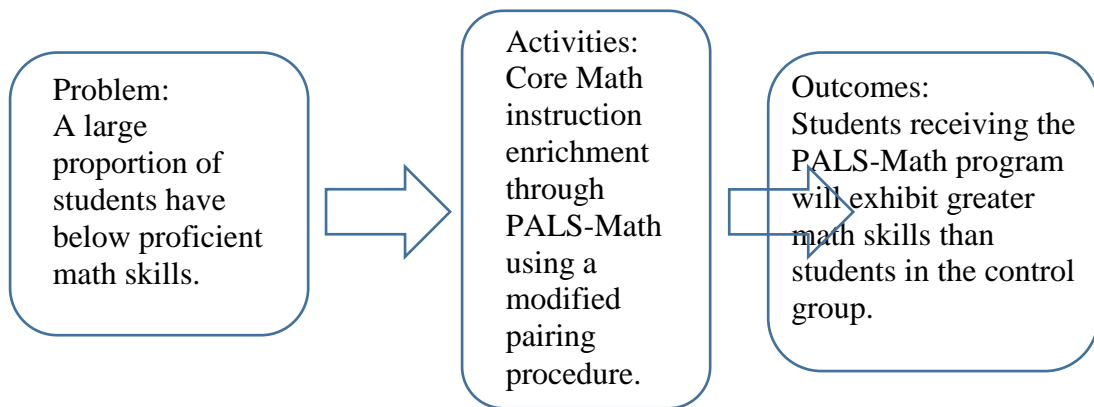 Problem:
A large
proportion of
students have
below proficient
math skills.
Activities:
Core Math
instruction
enrichment
through
PALS-Math
using a
modified
pairing
procedure.
Outcomes:
Students receiving the
PALS-Math program
will exhibit greater
math skills than
students in the control
group.